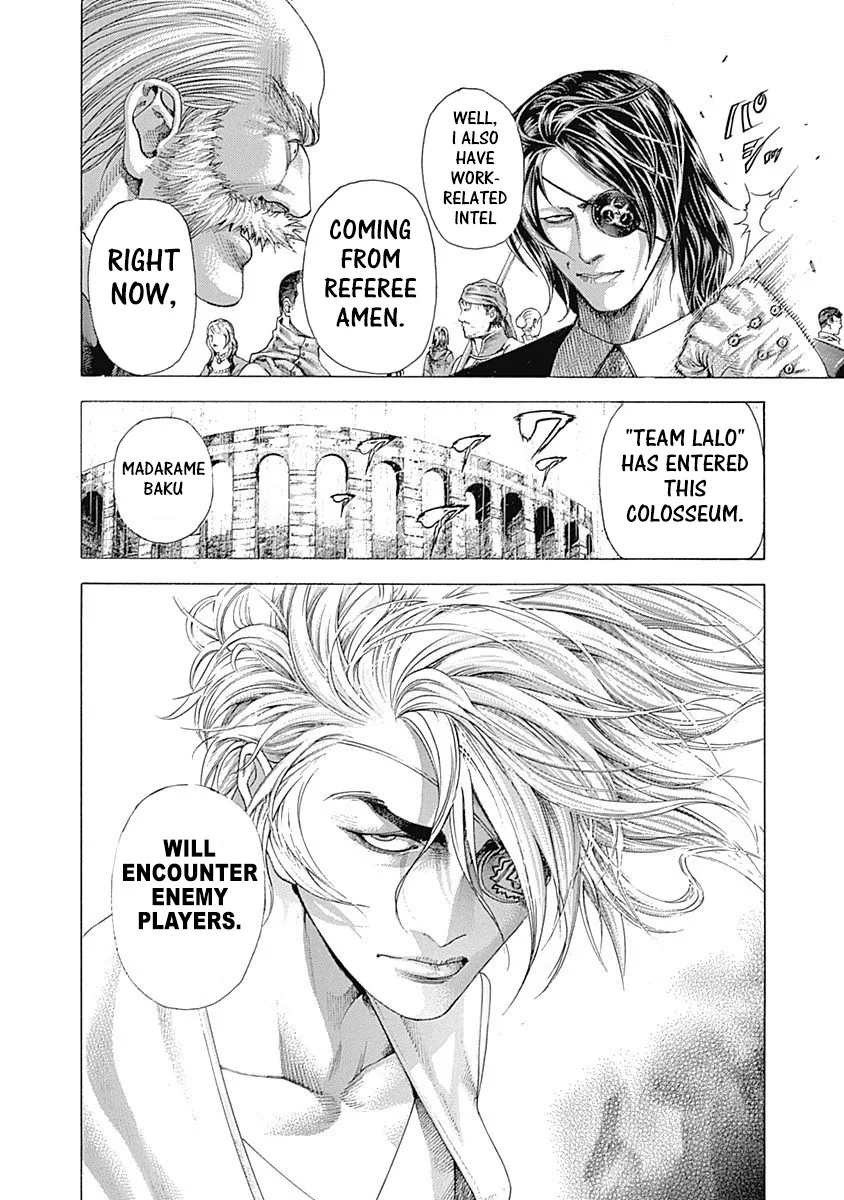 WELL,
I ALSO
HAVE
WORK-
RELATED
INTEL
COMING
FROM
REFEREE
AMEN.
RIGHT
NOW,
"TEAM LALO"
HAS ENTERED
THIS
COLOSSEUM.
MADARAME
BAKU
WILL
ENCOUNTER
ENEMY
PLAYERS.